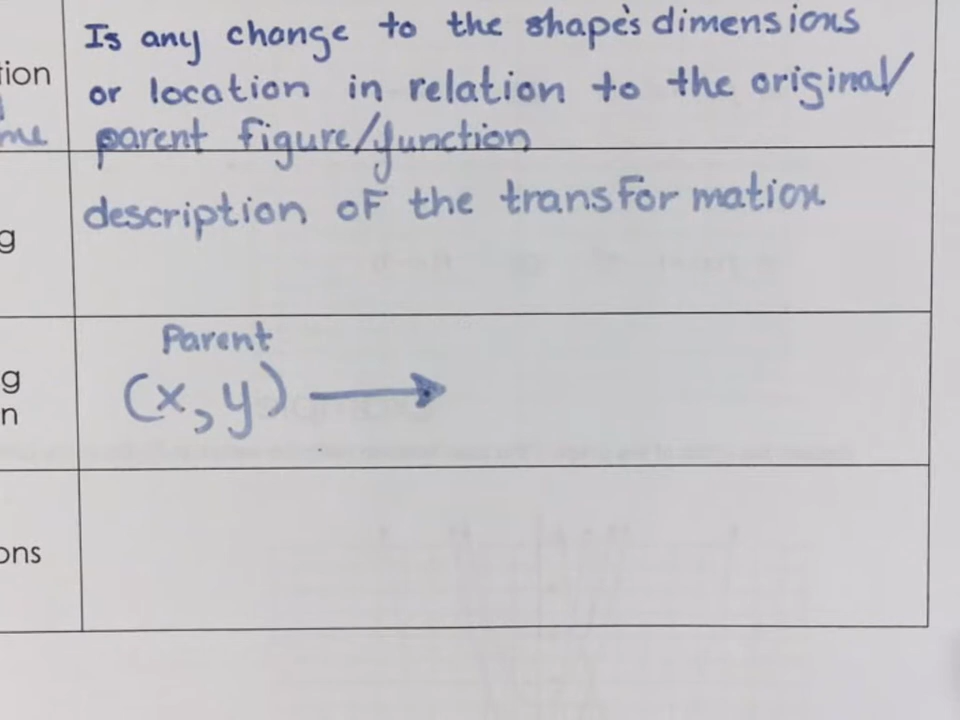 tion
Is any change to the shape's dimensions
or location in relation to the original/
me
parent figure/function
g
description of the transformation
Parent
g
n
(x,y) →
ons